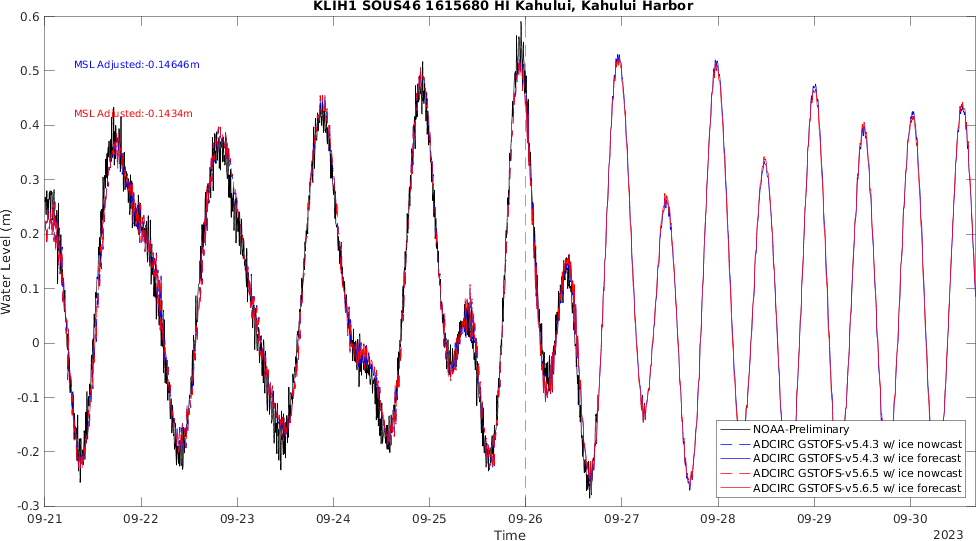 KLIH1 SOUS46 1615680 HI Kahului, Kahului Harbor
0.6
MSL Adjusted:-0.14646m
0.5
MSL Adjusted:-0.1434m
0.4
0.3
0.2
0.1
0
-0.1
-0.2
-0.3
Water Level (m)
NOAA-Preliminary
ADCIRC GSTOFS-v5.4.3 w/ ice nowcast
ADCIRC GSTOFS-v5.4.3 w/ ice forecast
ADCIRC GSTOFS-v5.6.5 w/ ice nowcast
ADCIRC GSTOFS-v5.6.5 w/ ice forecast
09-21 09-22 09-23 09-24 09-25 09-26 09-27 09-28 09-29 09-30
Time
2023